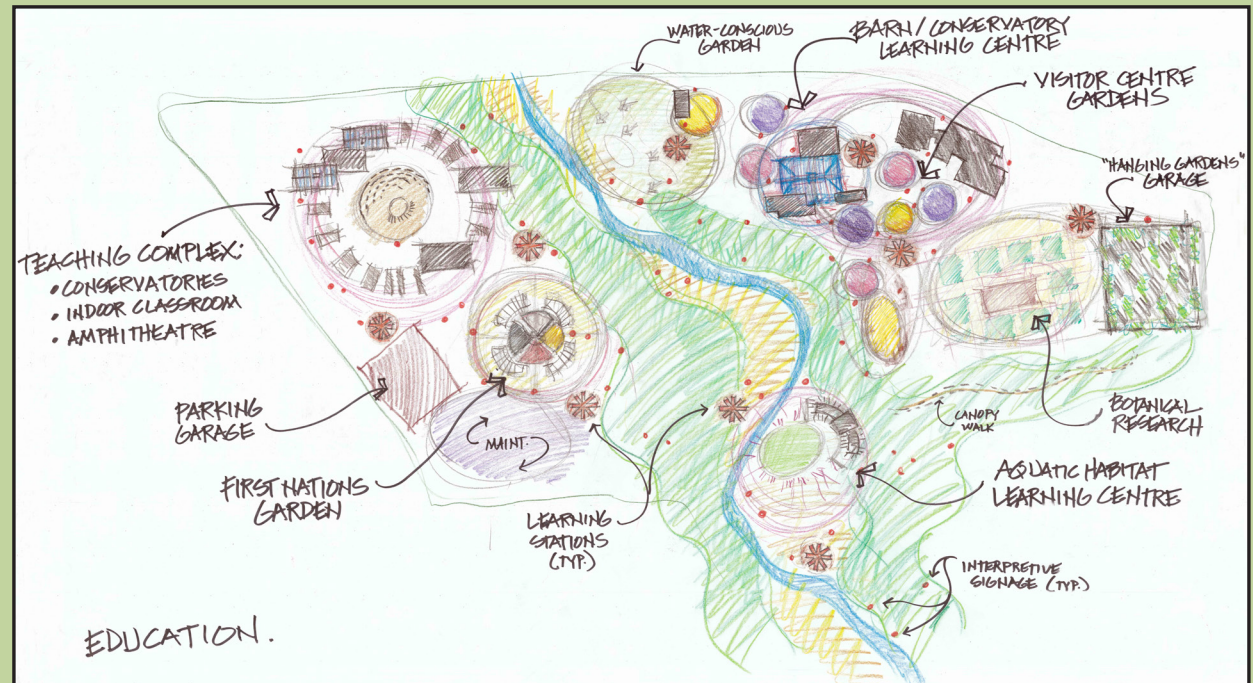 WATER-CONSCIOUS
GARDEN
BARN/CONSERVATORY
LEARNING CENTRE
VISITOR CENTRE
GARDENS
"HANGING GARDENS"
GARAGE
TEACHING COMPLEX:
• CONSERVATORIES
• INDOOR CLASSROOM
• AMPHITHEATRE
PARKING
GARAGE
MAINT.
FIRST NATIONS
GARDEN
LEARNING
STATIONS
(TYP.)
CANOPY
WALK
BOTANICAL
RESEARCH
AQUATIC HABITAT
LEARNING CENTRE
INTERPRETIVE
SIGNAGE (TYP.)
EDUCATION.